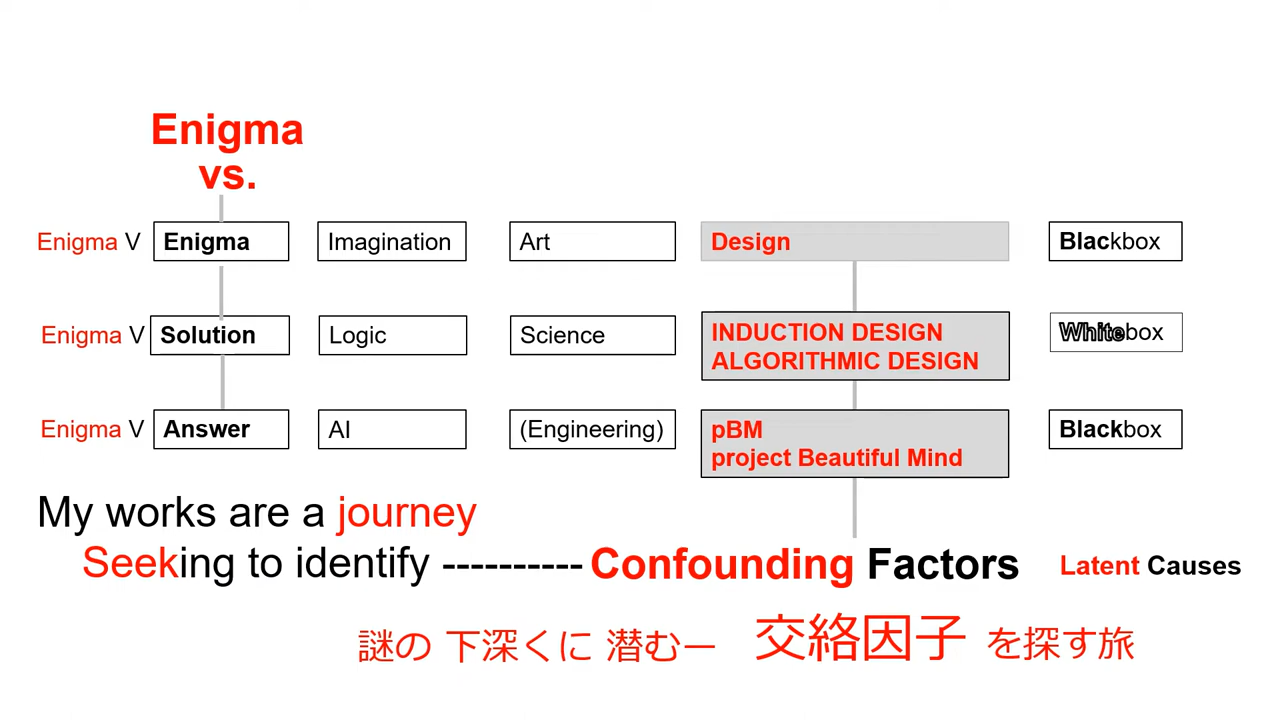 Enigma
vs.
Enigma V Enigma Imagination Art Design Blackbox
Enigma V Solution Logic Science INDUCTION DESIGN Whitebox
ALGORITHMIC DESIGN
Enigma V Answer AI (Engineering) pBM Blackbox
project Beautiful Mind
My works are a journey
Seeking to identify ---------- Confounding Factors Latent Causes
謎の 下深くに 潜むー 交絡因子 を探す旅